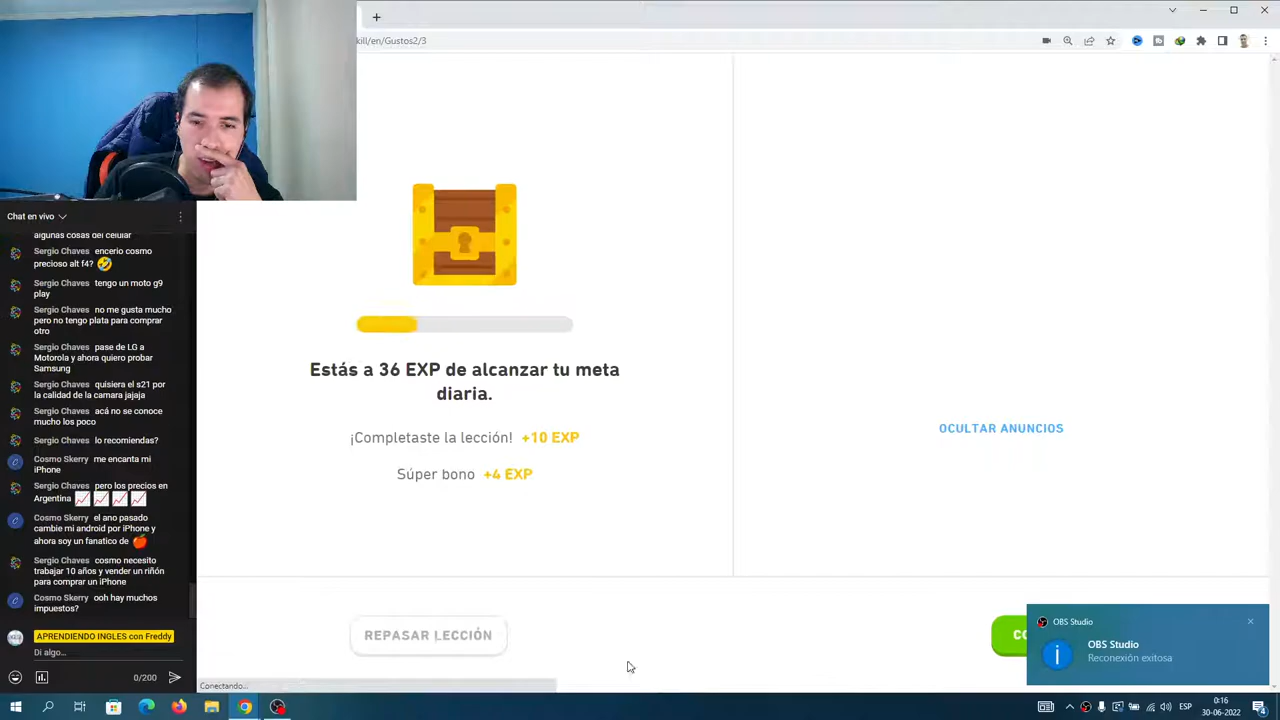 kill/en/Gustos2/3
Chat en vivo
algunas cosas del celular
Sergio Chaves encerio cosmo
precioso alt f4? 🤣
Sergio Chaves tengo un moto g9
play
Sergio Chaves no me gusta mucho
pero no tengo plata para comprar
otro
Sergio Chaves pase de LG a
Motorola y ahora quiero probar
Samsung
Sergio Chaves quisiera el s21 por
la calidad de la camara jajaja
Sergio Chaves acá no se conoce
mucho los poco
Sergio Chaves lo recomiendas?
Cosmo Skerry me encanta mi
iPhone
Sergio Chaves pero los precios en
Argentina 📈 📈 📈 📈
Cosmo Skerry el ano pasado
cambie mi android por iPhone y
ahora soy un fanatico de 🍎
Sergio Chaves cosmo necesito
trabajar 10 años y vender un riñón
para comprar un iPhone
Cosmo Skerry ooh hay muchos
impuestos?
APRENDIENDO INGLES con Freddy
Di algo...
0/200
Estás a 36 EXP de alcanzar tu meta
diaria.
¡Completaste la lección! +10 EXP
Súper bono +4 EXP
OCULTAR ANUNCIOS
REPASAR LECCIÓN
CO
OBS Studio
OBS Studio
Reconexión exitosa
Conectando...
ESP
0:16
30-06-2022
4